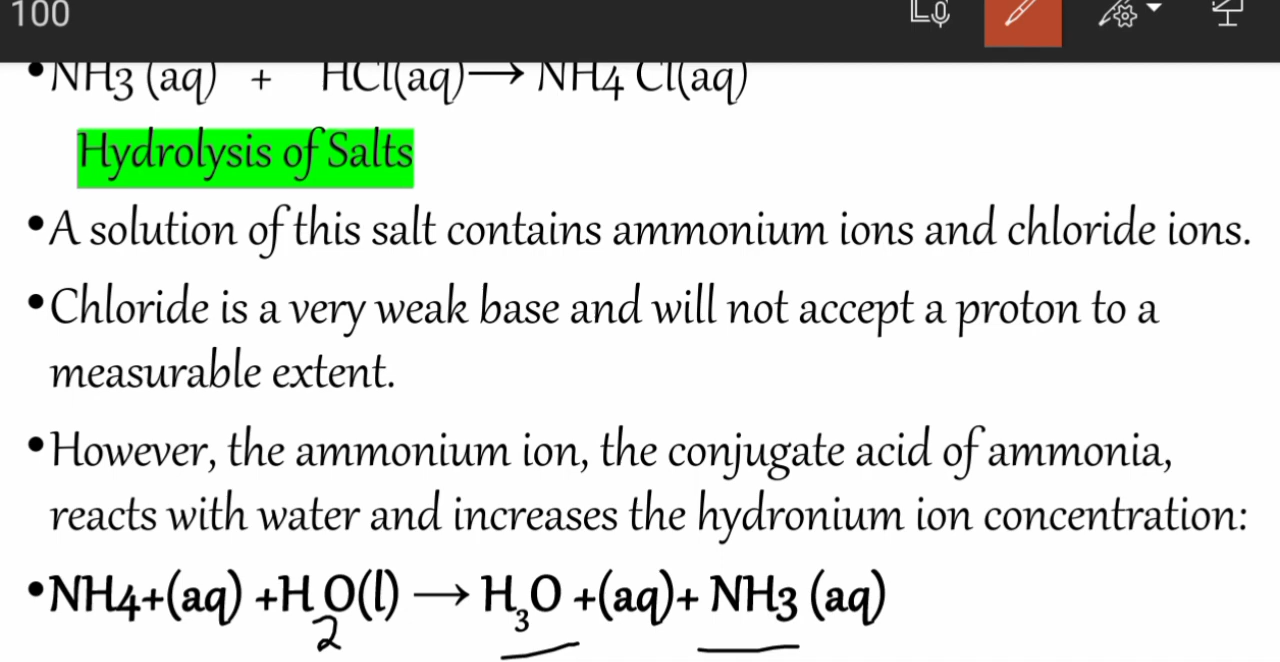 100
•NH3 (aq) + HCl(aq)→ NH4 Cl(aq)
Hydrolysis of Salts
•A solution of this salt contains ammonium ions and chloride ions.
•Chloride is a very weak base and will not accept a proton to a
measurable extent.
•However, the ammonium ion, the conjugate acid of ammonia,
reacts with water and increases the hydronium ion concentration:
•NH4+(aq) +H₂O(l) → H₃O +(aq)+ NH3 (aq)